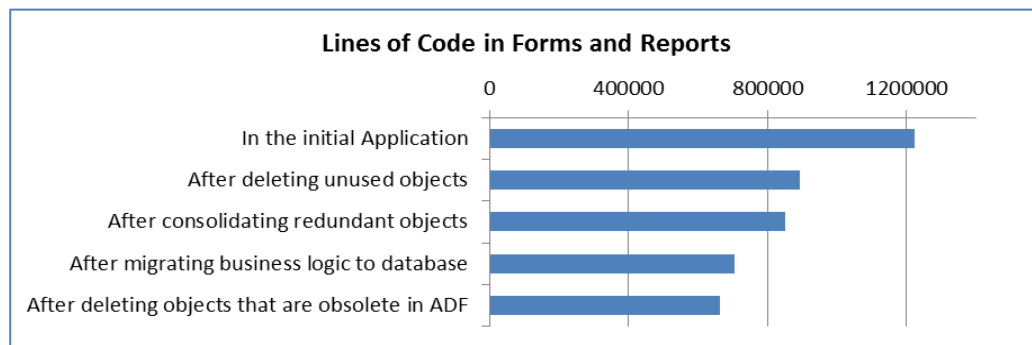 Lines of Code in Forms and Reports
0 400000 800000 1200000
In the initial Application
After deleting unused objects
After consolidating redundant objects
After migrating business logic to database
After deleting objects that are obsolete in ADF